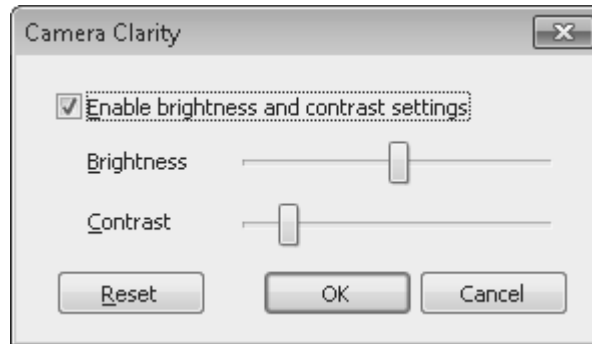 Camera Clarity
Enable brightness and contrast settings
Brightness
Contrast
Reset OK Cancel